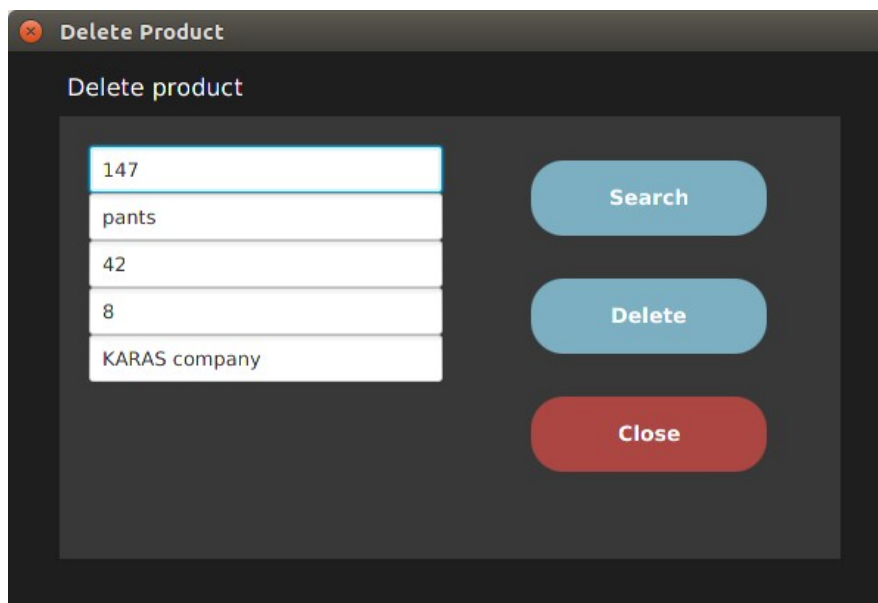 Delete Product
Delete product
147
pants
42
8
KARAS company
Search
Delete
Close